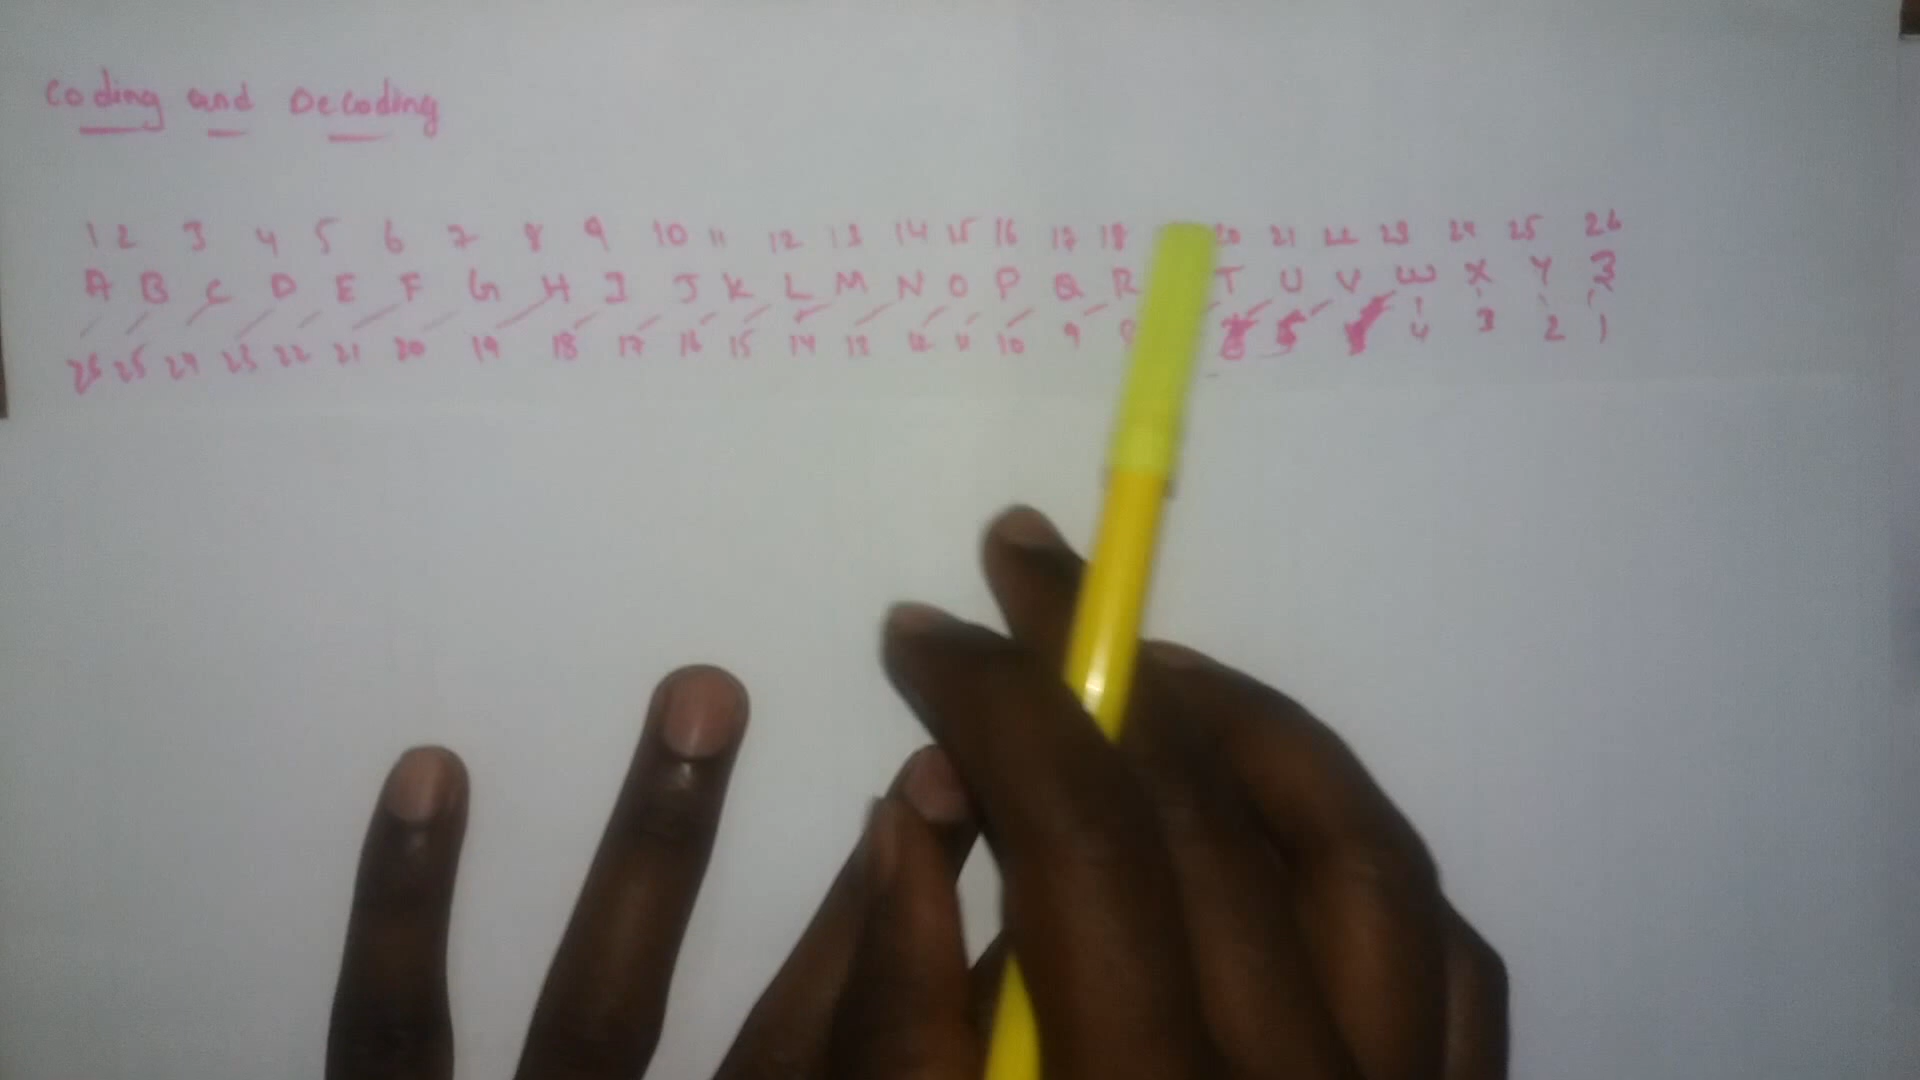 Coding and Decoding
1 2 3 4 5 6 7 8 9 10 11 12 13 14 15 16 17 18 20 21 22 23 24 25 26
A B C D E F G H I J K L M N O P Q R T U V W X Y Z
26 25 24 23 22 21 20 19 18 17 16 15 14 13 12 11 10 9 4 3 2 1